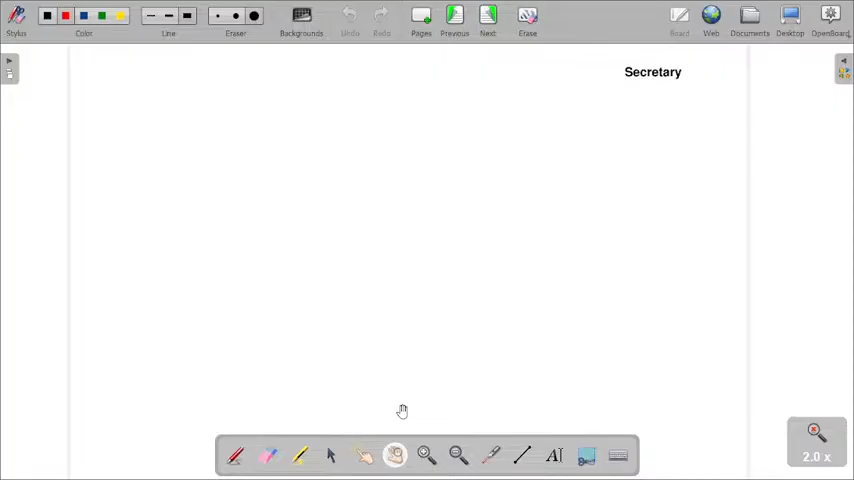 Stylus
Color
Line
Eraser
Backgrounds
Undo
Redo
Pages
Previous
Next
Erase
Board
Web
Documents
Desktop
OpenBoard
Secretary
AI
2.0 x